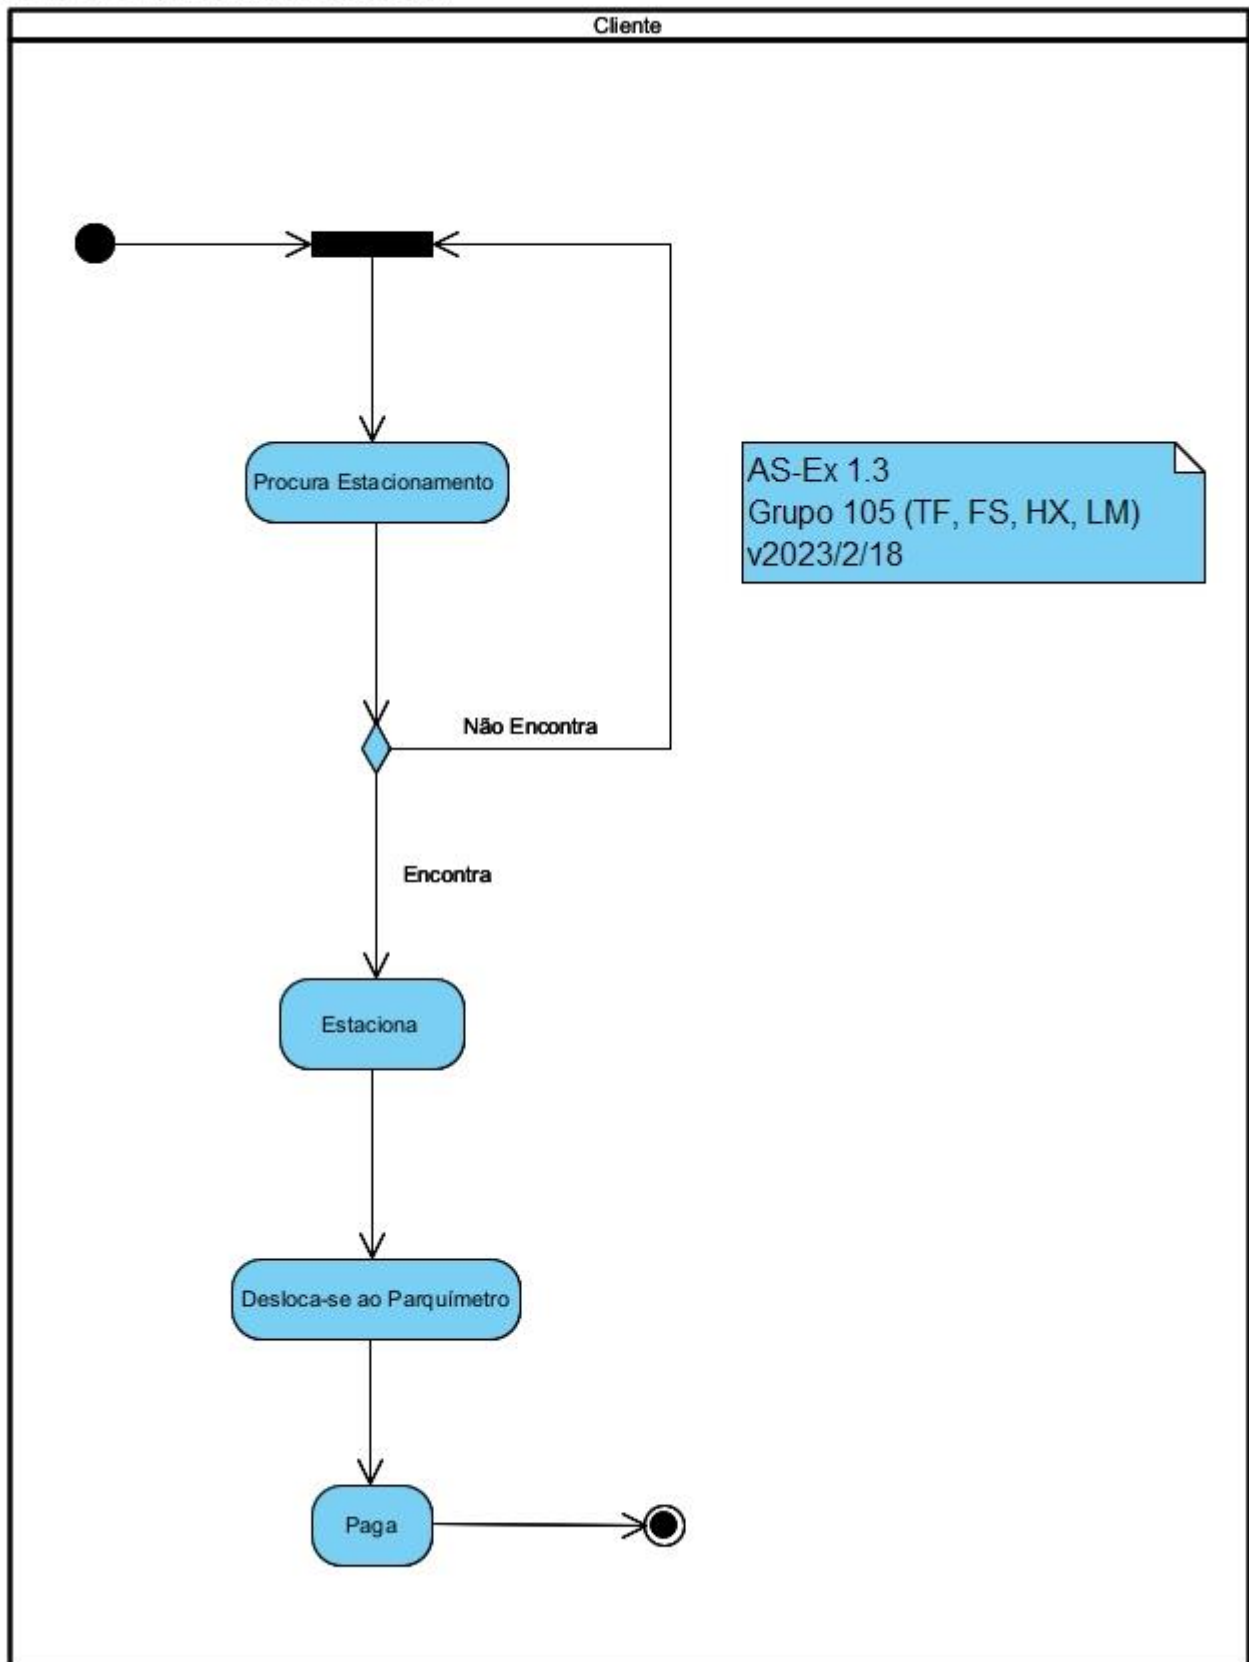 Cliente
Procura Estacionamento
AS-Ex 1.3
Grupo 105 (TF, FS, HX, LM)
v2023/2/18
Não Encontra
Encontra
Estaciona
Desloca-se ao Parquímetro
Paga